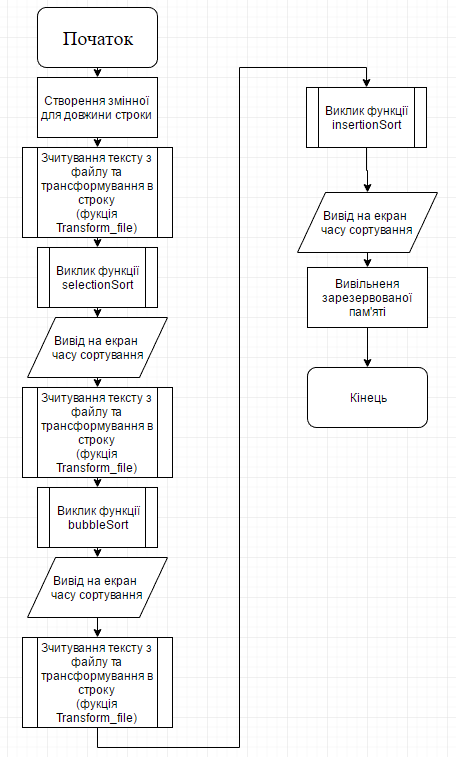 Початок
Створення змінної
для довжини строки
Зчитування тексту з
файлу та
трансформування в
строку
(фукція
Transform_file)
Виклик функції
selectionSort
Вивід на екран
часу сортування
Зчитування тексту з
файлу та
трансформування в
строку
(фукція
Transform_file)
Виклик функції
bubbleSort
Вивід на екран
часу сортування
Зчитування тексту з
файлу та
трансформування в
строку
(фукція
Transform_file)
Виклик функції
insertionSort
Вивід на екран
часу сортування
Вивільненя
зарезервованої
пам'яті
Кінець